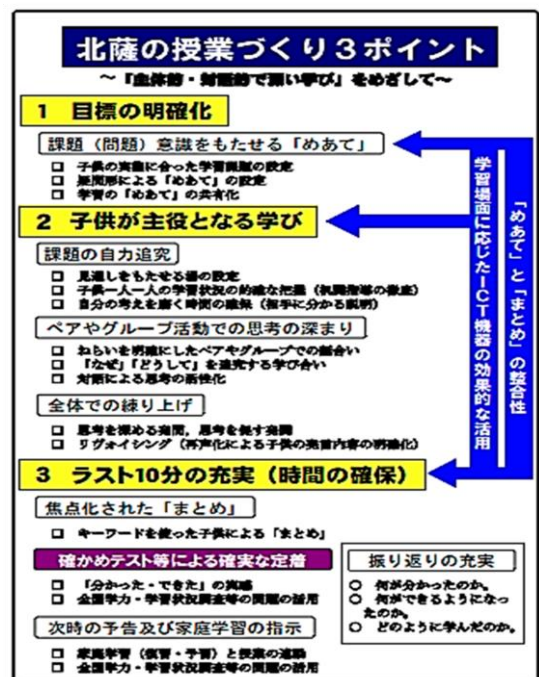 北薩の授業づくり３ポイント
～「主体的・対話的で深い学び」をめざして～
１ 目標の明確化
課題（問題）意識をもたせる「めあて」
□ 子供の実態に合った学習課題の設定
□ 疑問形による「めあて」の設定
□ 学習の「めあて」の共有化
２ 子供が主役となる学び
課題の自力追究
□ 見通しをもたせる場の設定
□ 子供一人一人の学習状況の的確な把握（机間指導の徹底）
□ 自分の考えを書く時間の確保（相手に分かる説明）
ペアやグループ活動での思考の深まり
□ ねらいを明確にしたペアやグループでの話合い
□ 「なぜ」「どうして」を追究する学び合い
□ 対話による思考の活性化
全体での練り上げ
□ 思考を深める発問，思考を促す発問
□ リヴォイシング（再声化による子供の発言内容の明確化）
３ ラスト10分の充実（時間の確保）
焦点化された「まとめ」
□ キーワードを使った子供による「まとめ」
確かめテスト等による確実な定着
□ 「分かった・できた」の実感
□ 全国学力・学習状況調査等の問題の活用
次時の予告及び家庭学習の指示
□ 家庭学習（復習・予習）と授業の連動
□ 全国学力・学習状況調査等の問題の活用
振り返りの充実
○ 何が分かったのか。
○ 何ができるようになっ
たのか。
○ どのように学んだのか。
「めあて」と「まとめ」の整合性
学習場面に応じたＩＣＴ機器の効果的な活用